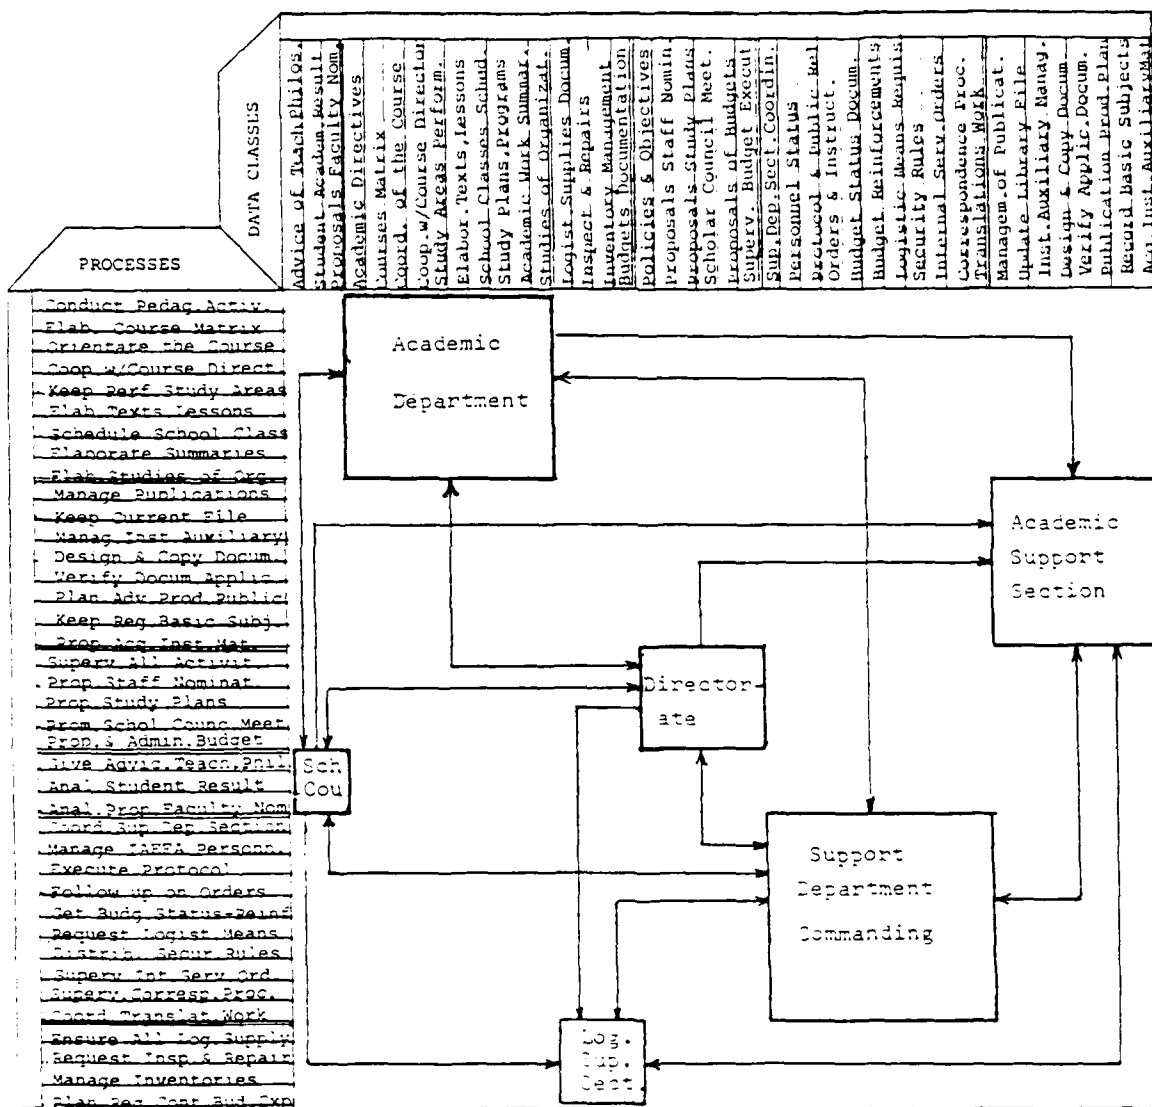 DATA CLASSES
Advice of Teach.Philos.
Student Academ.Result
Proposals Faculty Nom.
Academic Directives
Courses Matrix
Coord. of the Course
Coop.w/Course Director
Study Areas Perform.
Elabor.Texts,lessons
School Classes Sched.
Study Plans,Programs
Academic Work Summar.
Studies of Organizat.
Logist.Supplies Docum.
Inspect & Repairs
Inventory Management
Budgets Documentation
Policies & Objectives
Proposals Staff Nomin.
Proposals Study Plans
Scholar Council Meet.
Proposals of Budgets
Superv. Budget Execut
Sup.Dep.Sect.Coordin.
Personnel Status
Protocol & Public Rel
Orders & Instruct.
Budget Status Docum.
Budget Reinforcements
Logistic Means Requis
Security Rules
Internal Serv.Orders
Correspondence Proc.
Translations Work
Manag.of Publicat.
Update Library File
Inst.Auxiliary Manag.
Design & Copy Docum.
Verify Applic.Docum.
Publication Prod.Plan
Record Basic Subjects
Acq.Inst.AuxiliaryMat
PROCESSES
Conduct Pedag.Activ.
Elab. Course Matrix
Orientate the Course
Coop.w/Course Direct.
Keep Perf.Study Areas
Elab Texts Lessons
Schedule School Class
Elaborate Summaries
Elab.Studies of Org.
Manage Publications
Keep Current File
Manag.Inst Auxiliary
Design & Copy Docum.
Verify Docum Applic.
Plan Adv Prod Public
Keep Reg.Basic Subj.
Prop.Acq.Inst.Mat.
Superv All Activit.
Prop.Staff Nominat.
Prop Study Plans
Prom.Schol Counc Meet
Prop.& Admin.Budget
Give Advic.Teach.Phil.
Anal Student Result
Anal.Prop Faculty Nom
Coord.Sup Dep Section
Manage IAEFA Personn.
Execute Protocol
Follow up on Orders
Get Budg.Status-Reinf
Request Logist Means
Distrib. Secur Rules
Superv Int Serv Ord.
Superv.Corresp.Proc.
Coord Translat.Work
Ensure All Log Supply
Request Insp.& Repair
Manage Inventories
Plan Reg Cont Bud Exp
Academic
Department
Academic
Support
Section
Director-
ate
Sch
Cou
Support
Department
Commanding
Log.
Sup.
Sect.